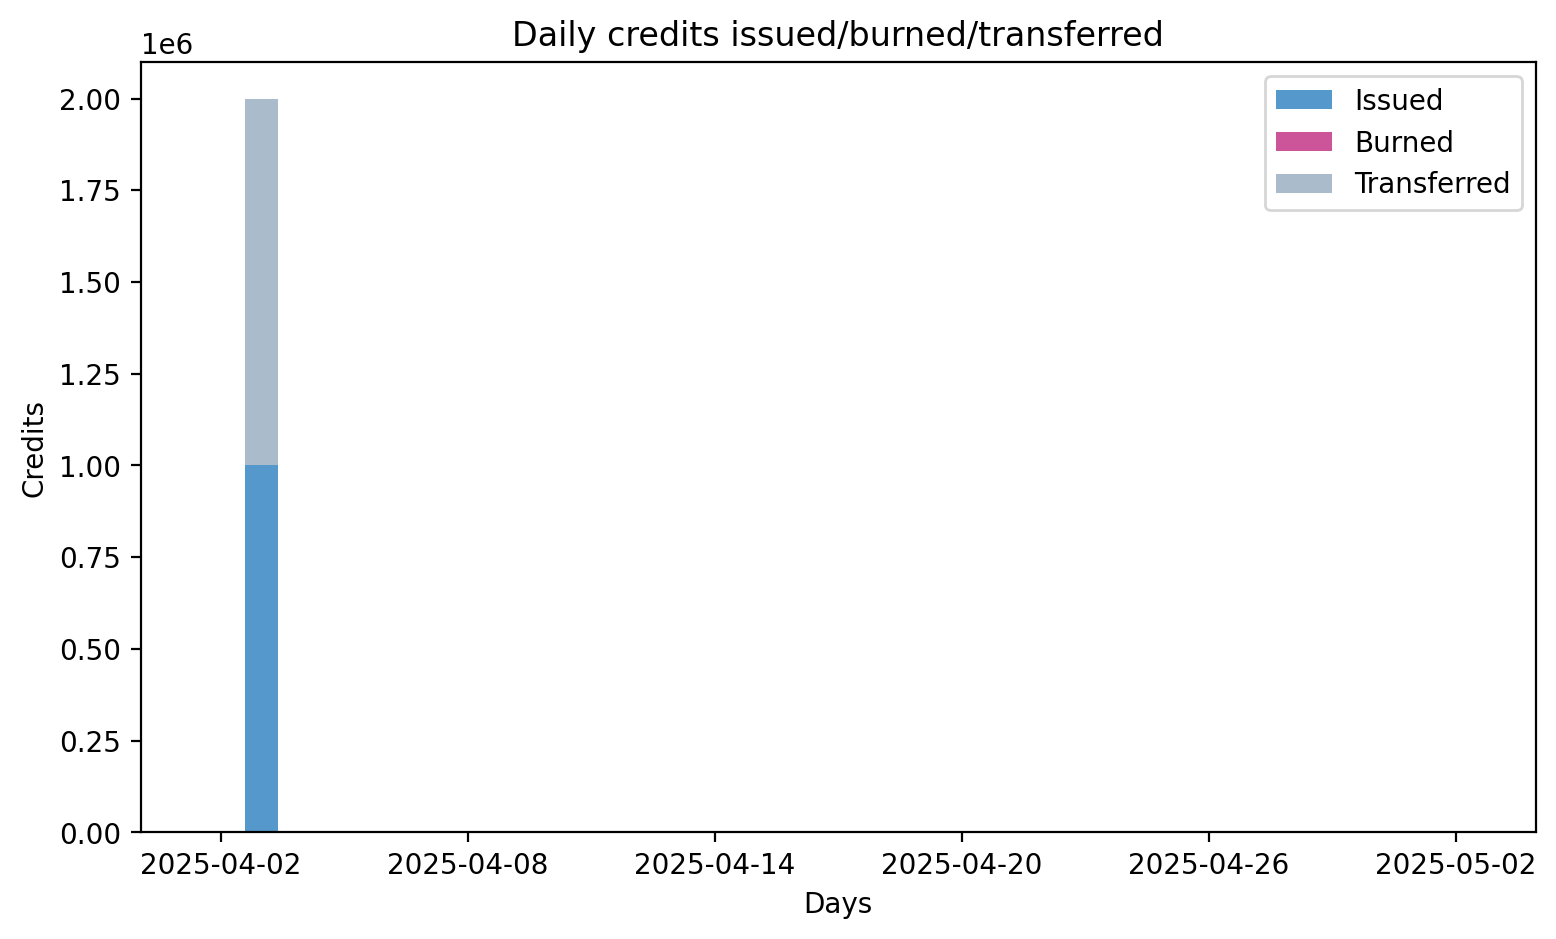 Daily credits issued/burned/transferred
1e6
2.00
1.75
1.50
1.25
1.00
0.75
0.50
0.25
0.00
Credits
Issued
Burned
Transferred
2025-04-02 2025-04-08 2025-04-14 2025-04-20 2025-04-26 2025-05-02
Days